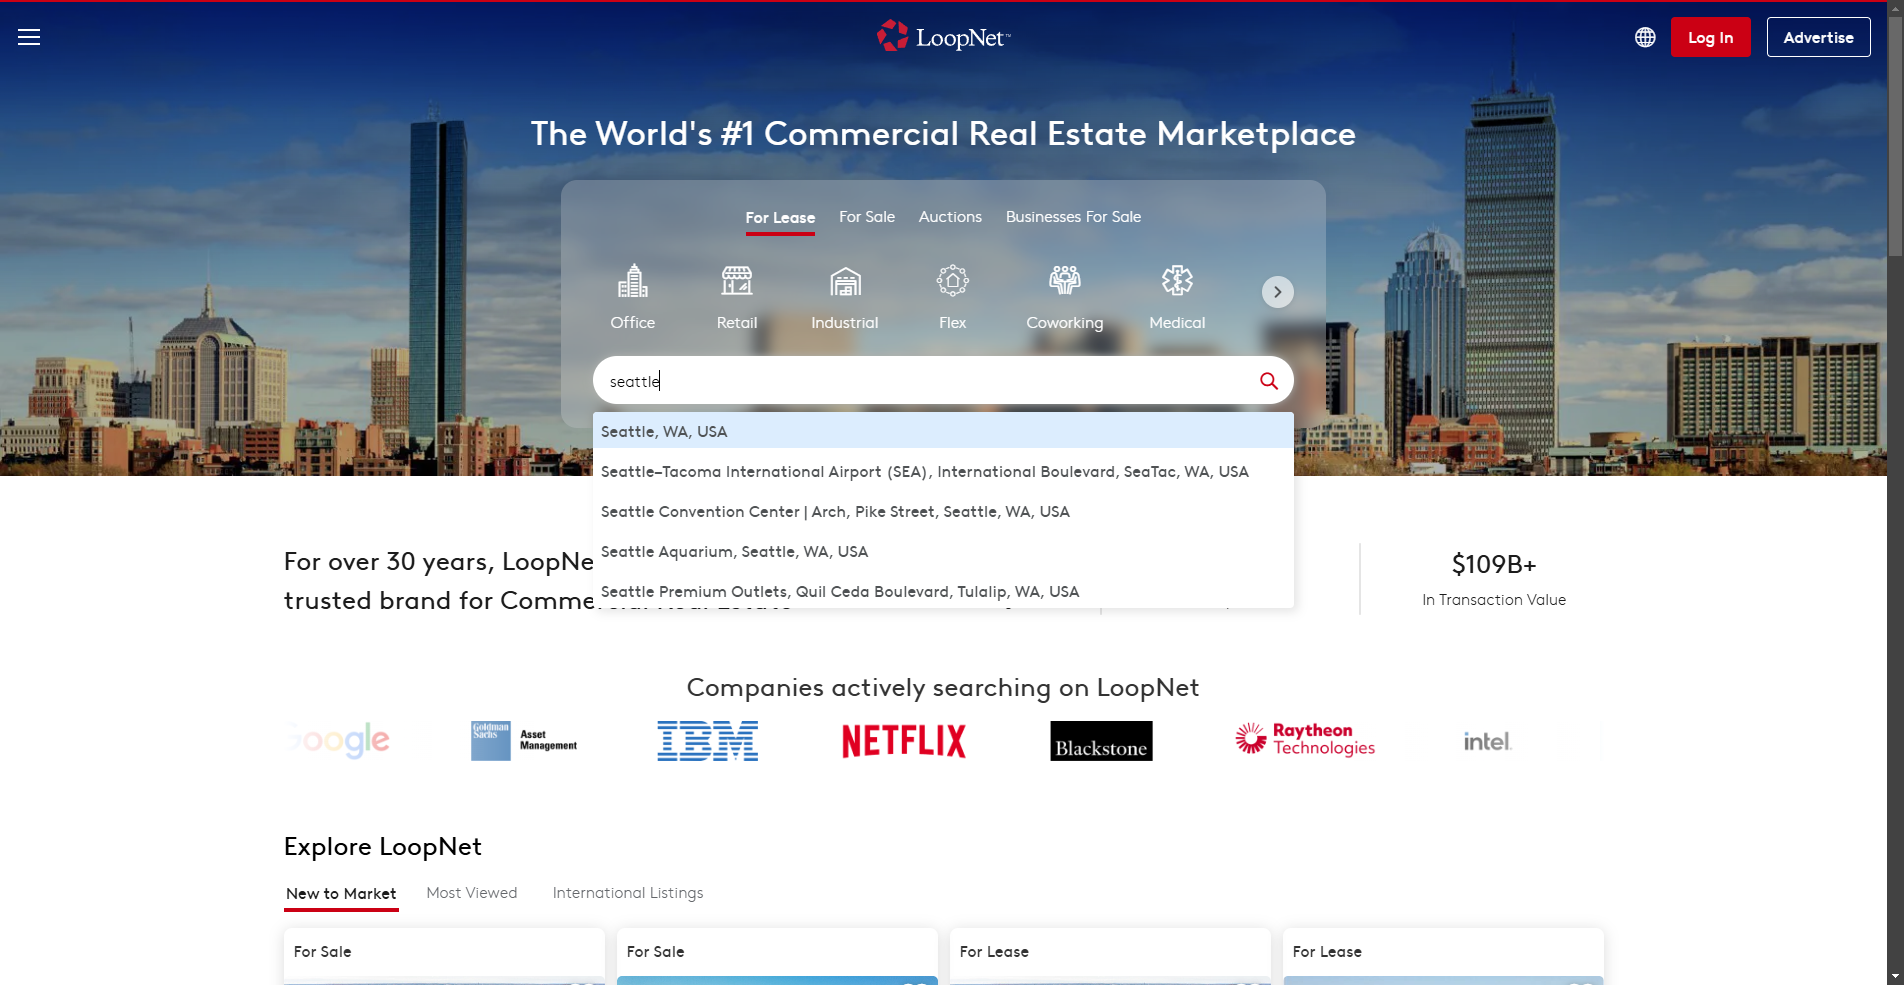 LoopNet™
Log In
Advertise
The World's #1 Commercial Real Estate Marketplace
For Lease
For Sale
Auctions
Businesses For Sale
Office
Retail
Industrial
Flex
Coworking
Medical
seattle
Seattle, WA, USA
Seattle–Tacoma International Airport (SEA), International Boulevard, SeaTac, WA, USA
Seattle Convention Center | Arch, Pike Street, Seattle, WA, USA
Seattle Aquarium, Seattle, WA, USA
Seattle Premium Outlets, Quil Ceda Boulevard, Tulalip, WA, USA
For over 30 years, LoopNe
trusted brand for Commercial Real Estate
$109B+
In Transaction Value
Companies actively searching on LoopNet
Google
Goldman Sachs
Asset Management
IBM
NETFLIX
Blackstone
Raytheon Technologies
intel
Explore LoopNet
New to Market
Most Viewed
International Listings
For Sale
For Sale
For Lease
For Lease